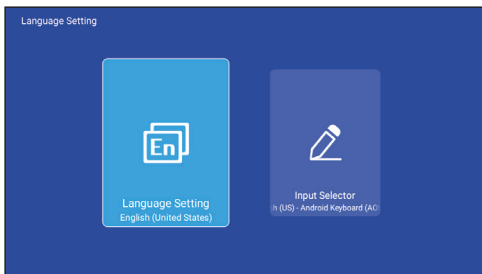 Language Setting
En
Language Setting
English (United States)
Input Selector
h (US) - Android Keyboard (AO